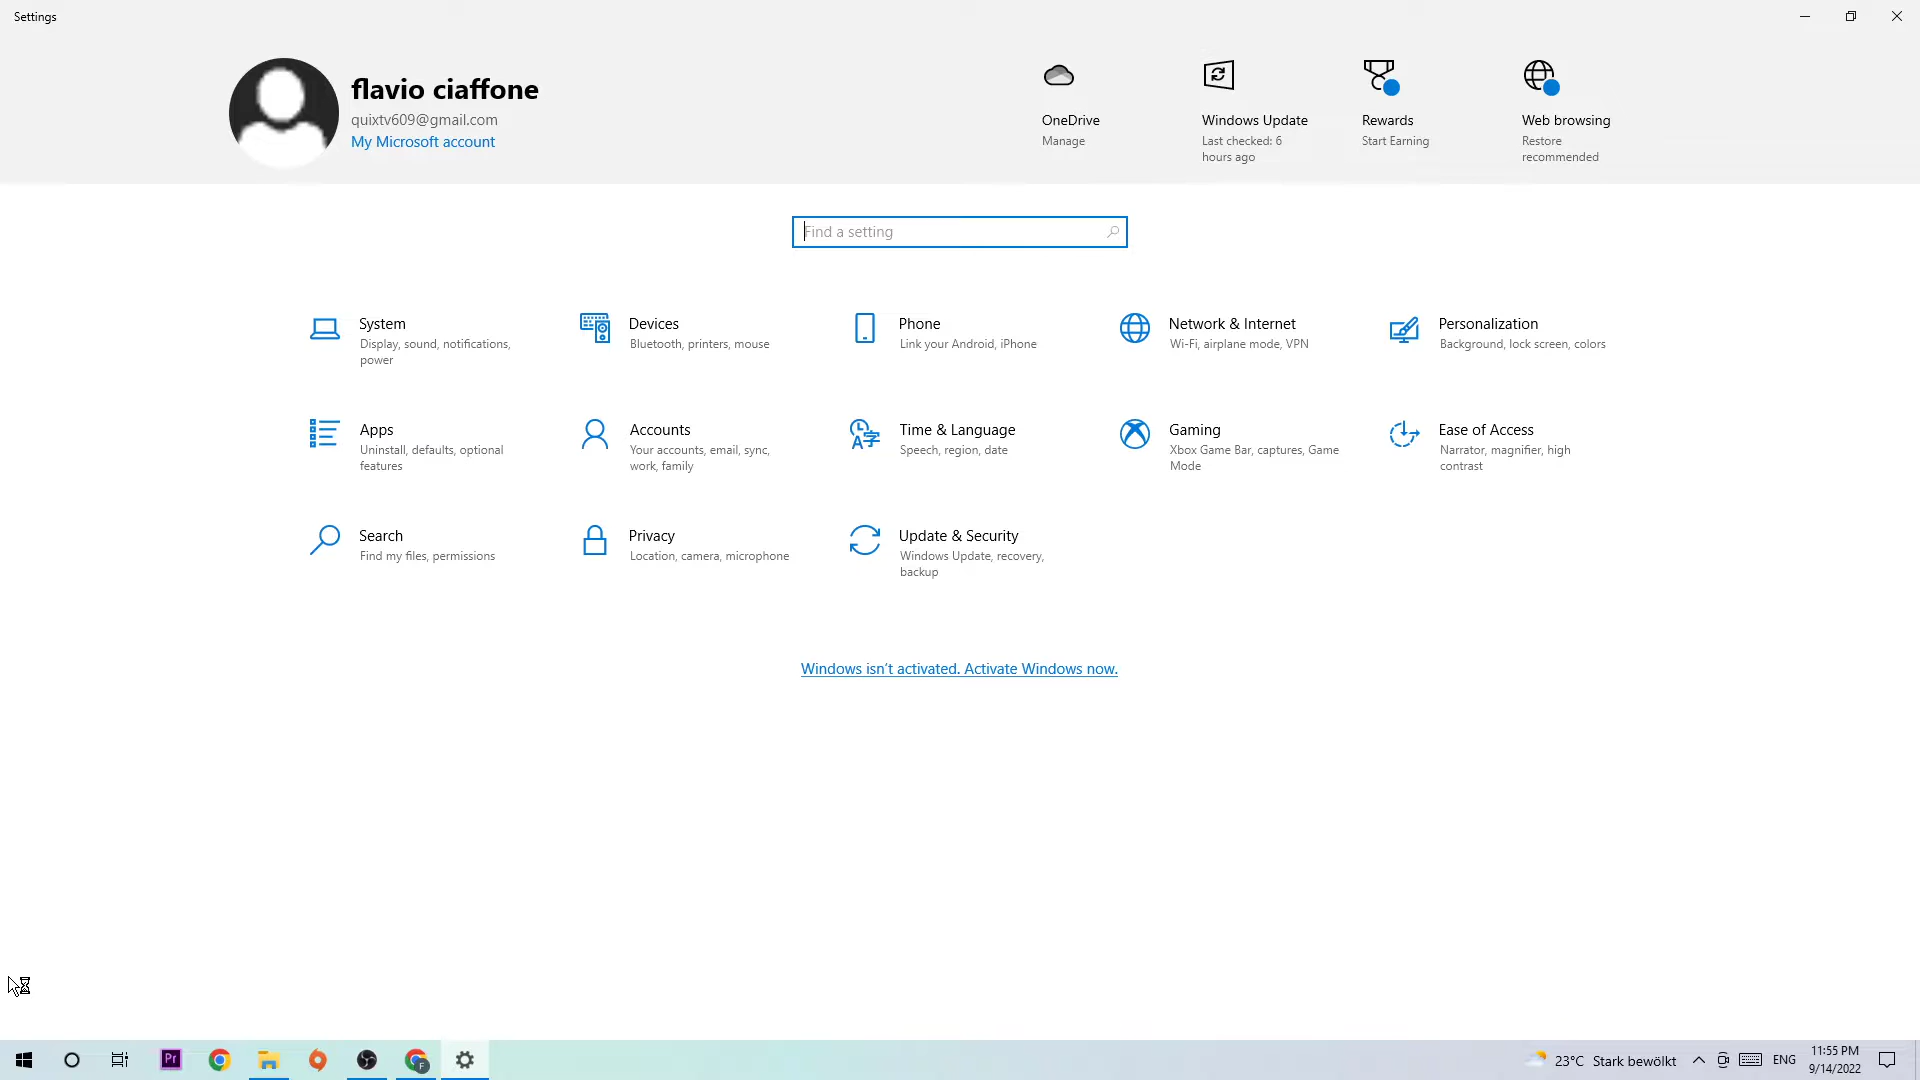 Settings
flavio ciaffone
quixtv609@gmail.com
My Microsoft account
OneDrive
Manage
Windows Update
Last checked: 6
hours ago
Rewards
Start Earning
Web browsing
Restore
recommended
Find a setting
System
Display, sound, notifications,
power
Devices
Bluetooth, printers, mouse
Phone
Link your Android, iPhone
Network & Internet
Wi-Fi, airplane mode, VPN
Personalization
Background, lock screen, colors
Apps
Uninstall, defaults, optional
features
Accounts
Your accounts, email, sync,
work, family
Time & Language
Speech, region, date
Gaming
Xbox Game Bar, captures, Game
Mode
Ease of Access
Narrator, magnifier, high
contrast
Search
Find my files, permissions
Privacy
Location, camera, microphone
Update & Security
Windows Update, recovery,
backup
Windows isn't activated. Activate Windows now.
Pr
F
23°C Stark bewölkt
ENG
11:55 PM
9/14/2022